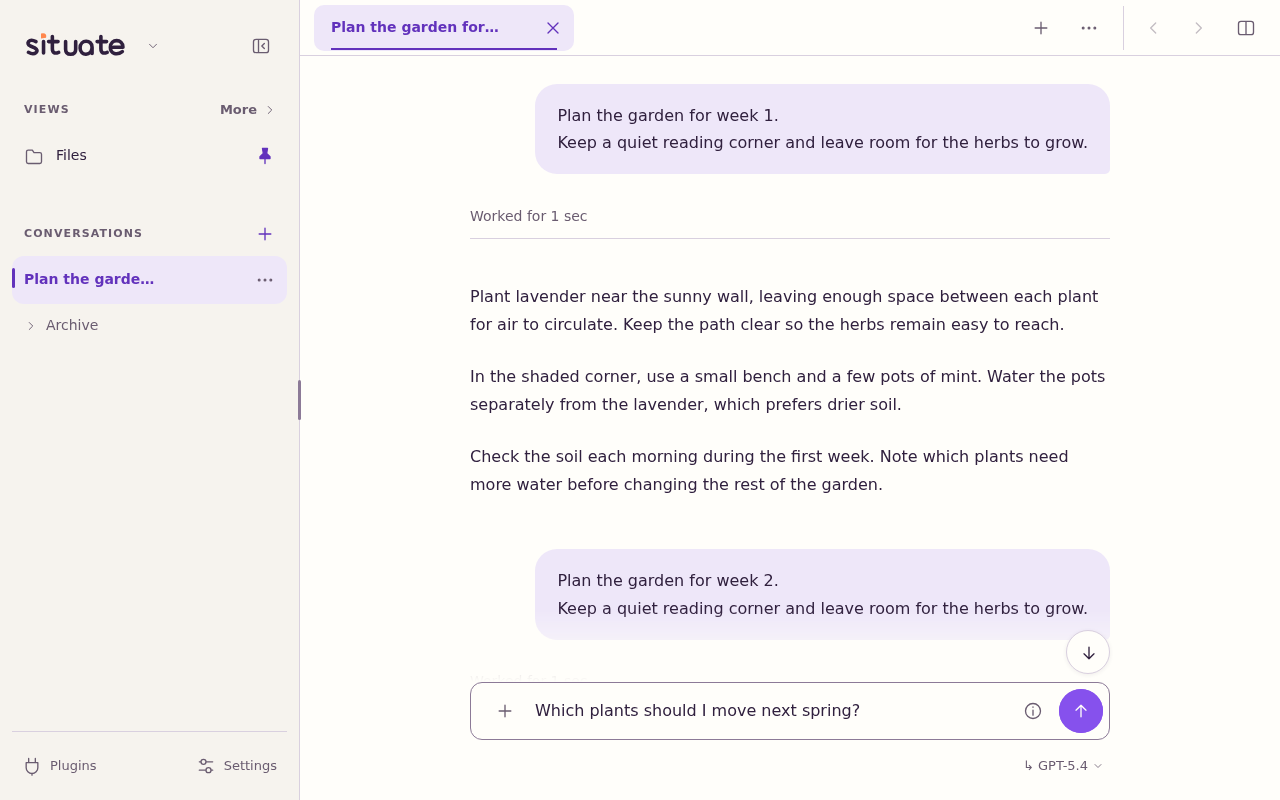 situate
VIEWS
More
Files
CONVERSATIONS
Plan the garde...
Archive
Plugins
Settings
Plan the garden for...
Plan the garden for week 1.
Keep a quiet reading corner and leave room for the herbs to grow.
Worked for 1 sec
Plant lavender near the sunny wall, leaving enough space between each plant
for air to circulate. Keep the path clear so the herbs remain easy to reach.
In the shaded corner, use a small bench and a few pots of mint. Water the pots
separately from the lavender, which prefers drier soil.
Check the soil each morning during the first week. Note which plants need
more water before changing the rest of the garden.
Plan the garden for week 2.
Keep a quiet reading corner and leave room for the herbs to grow.
Which plants should I move next spring?
↳ GPT-5.4